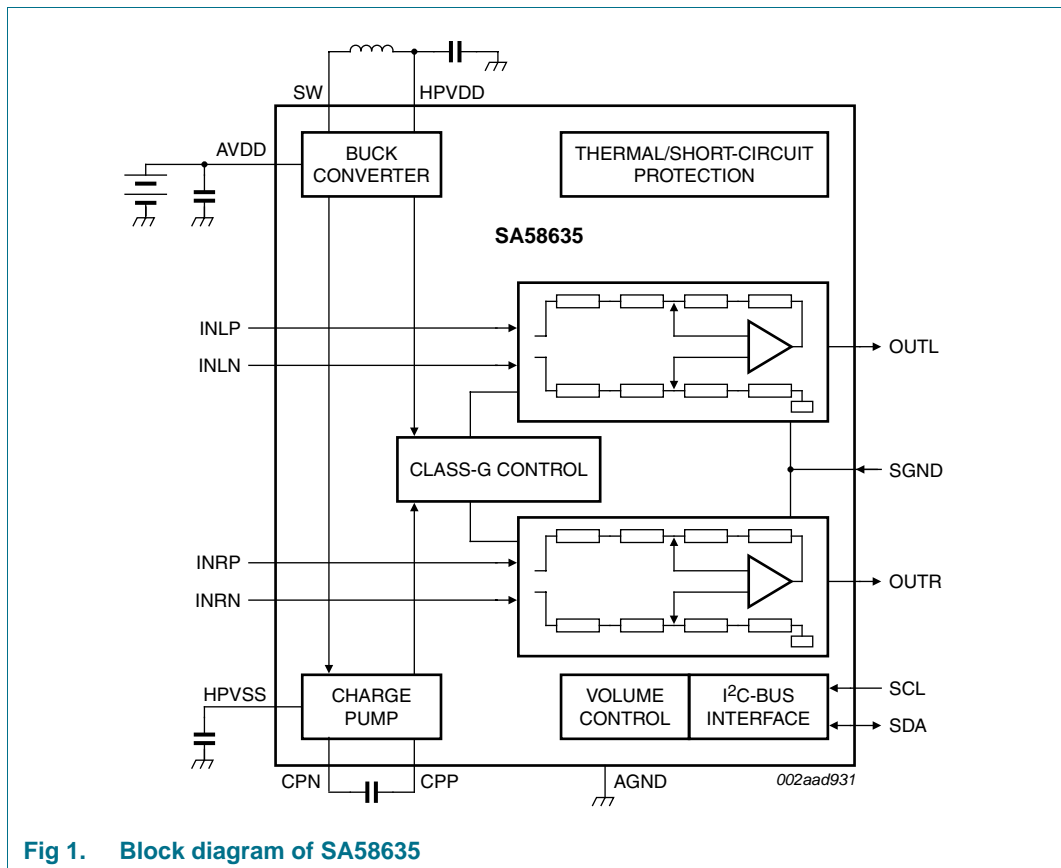 SW
HPVDD
AVDD
BUCK
CONVERTER
THERMAL/SHORT-CIRCUIT
PROTECTION
SA58635
INLP
INLN
OUTL
CLASS-G CONTROL
SGND
INRP
INRN
OUTR
HPVSS
CHARGE
PUMP
VOLUME
CONTROL
I²C-BUS
INTERFACE
SCL
SDA
CPN
CPP
AGND
002aad931
Fig 1. Block diagram of SA58635